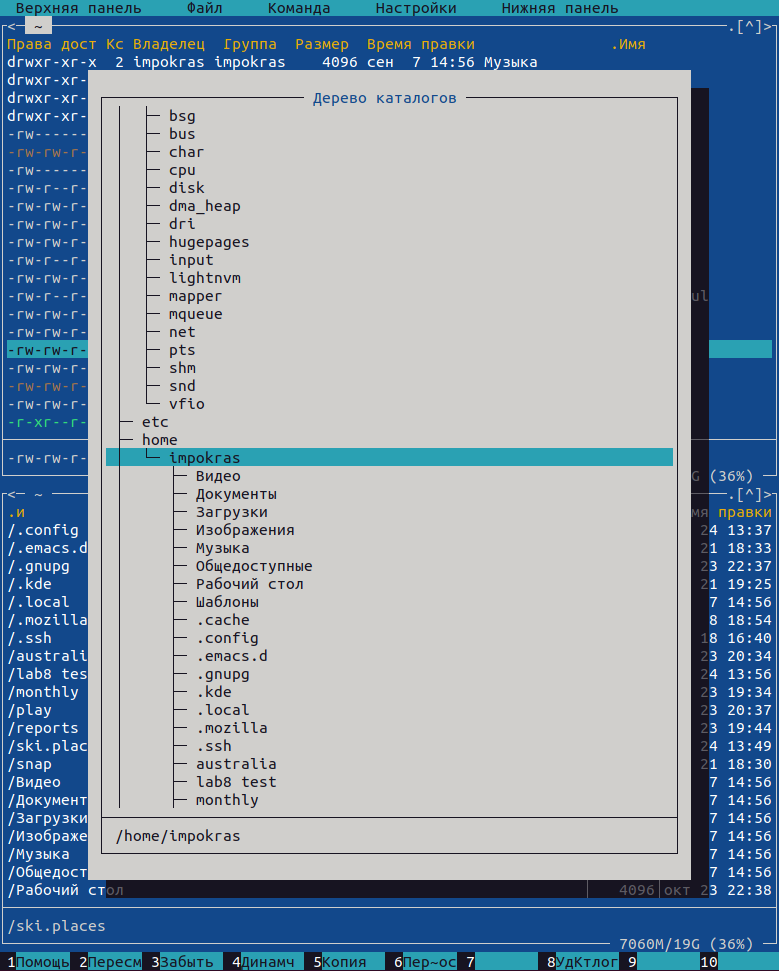 Верхняя панель Файл Команда Настройки Нижняя панель
<─ ~ .[^]>
Права дост Кс Владелец Группа Размер Время правки .Имя
drwxr-xr-x 2 impokras impokras 4096 сен 7 14:56 Музыка
drwxr-xr-
drwxr-xr-
drwxr-xr-
-rw------
-rw-rw-r-
-rw------
-rw-r--r-
-rw-rw-r-
-rw-rw-r-
-rw-rw-r-
-rw-r--r-
-rw-rw-r-
-rw-r--r- ul
-rw-rw-r-
-rw-rw-r-
-rw-rw-r-
-rw-rw-r-
-rw-rw-r-
-rw-rw-r-
-r-xr--r-
-rw-rw-r-
G (36%)
Дерево каталогов
bsg
bus
char
cpu
disk
dma_heap
dri
hugepages
input
lightnvm
mapper
mqueue
net
pts
shm
snd
vfio
etc
home
impokras
Видео
Документы
Загрузки
Изображения
Музыка
Общедоступные
Рабочий стол
Шаблоны
.cache
.config
.emacs.d
.gnupg
.kde
.local
.mozilla
.ssh
australia
lab8 test
monthly
/home/impokras
<─ ~ .[^]>
.и мя правки
/.config 24 13:37
/.emacs.d 21 18:33
/.gnupg 23 22:37
/.kde 21 19:25
/.local 7 14:56
/.mozilla 8 18:54
/.ssh 18 16:40
/australi 23 20:34
/lab8 tes 24 13:56
/monthly 23 19:34
/play 23 20:37
/reports 23 19:44
/ski.plac 24 13:49
/snap 21 18:30
/Видео 7 14:56
/Документ 7 14:56
/Загрузки 7 14:56
/Изображе 7 14:56
/Музыка 7 14:56
/Общедост 7 14:56
/Рабочий стол 4096 окт 23 22:38
/ski.places
7060M/19G (36%)
1Помощь 2Пересм 3Забыть 4Динамч 5Копия 6Пер~ос 7 8УдКтлог 9 10